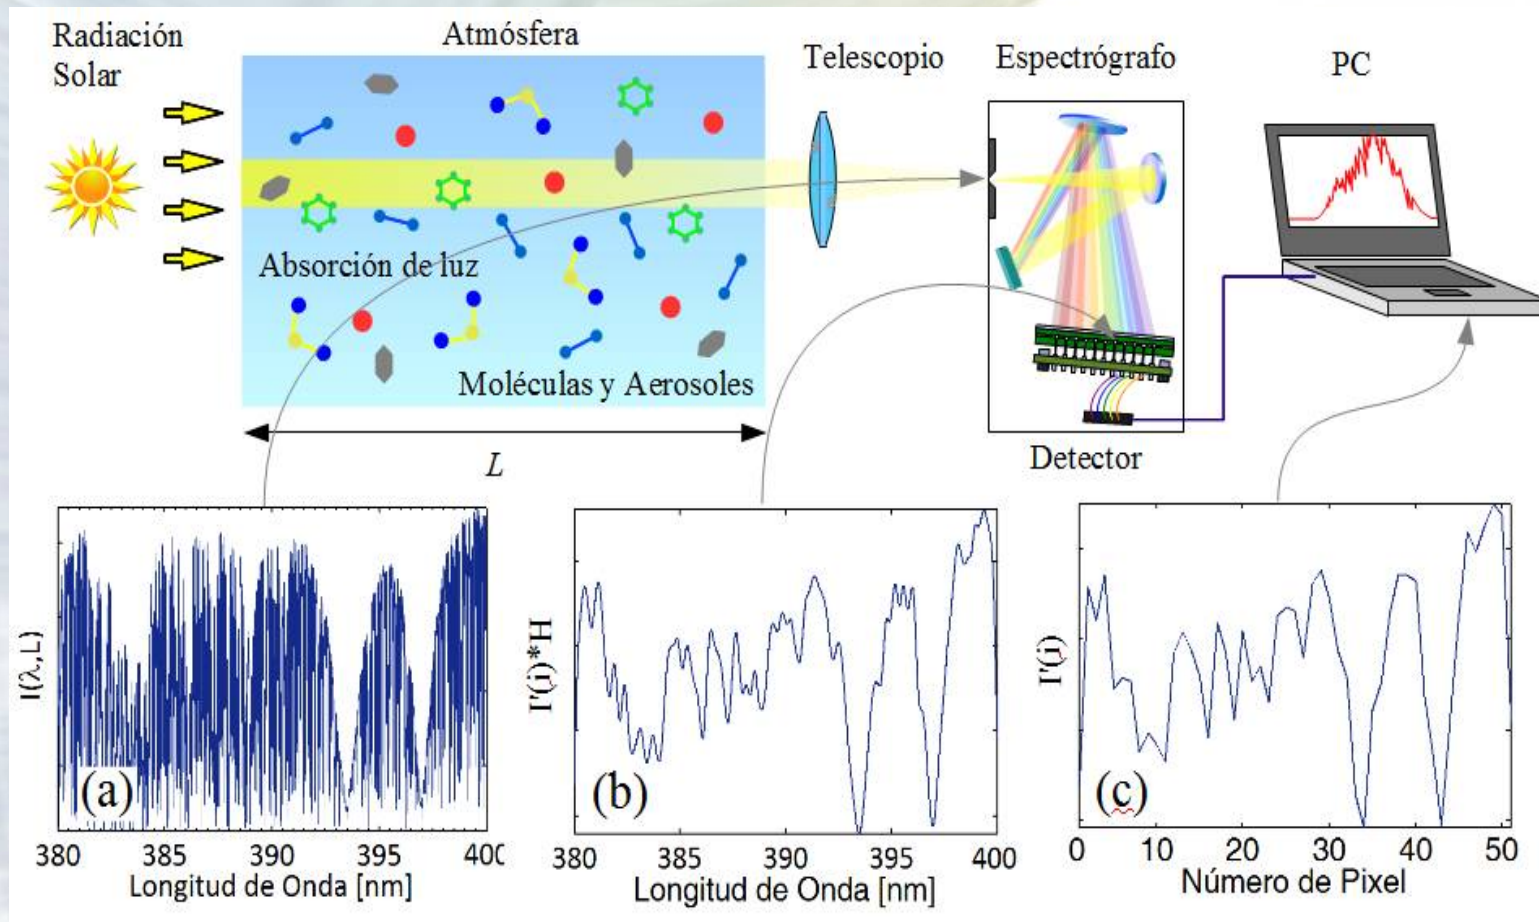 Radiación
Solar
Atmósfera
Telescopio
Espectrógrafo
PC
Absorción de luz
Moléculas y Aerosoles
L
Detector
I(λ,L)
(a)
380 385 390 395 400
Longitud de Onda [nm]
I'(i)*H
(b)
380 385 390 395 400
Longitud de Onda [nm]
I'(i)
(c)
0 10 20 30 40 50
Número de Pixel